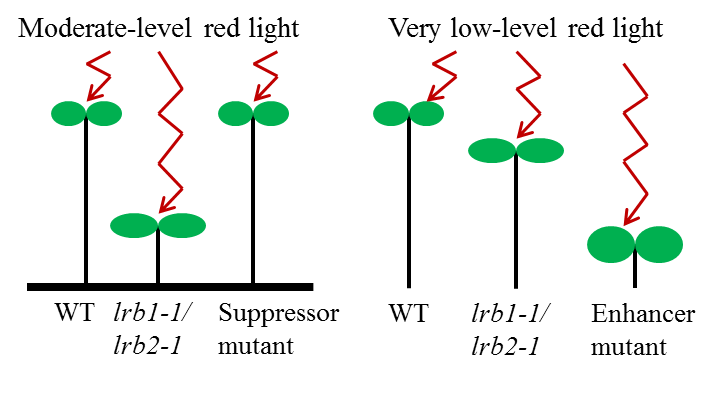 Moderate-level red light
Very low-level red light
WT
lrb1-1/
lrb2-1
Suppressor
mutant
WT
lrb1-1/
lrb2-1
Enhancer
mutant